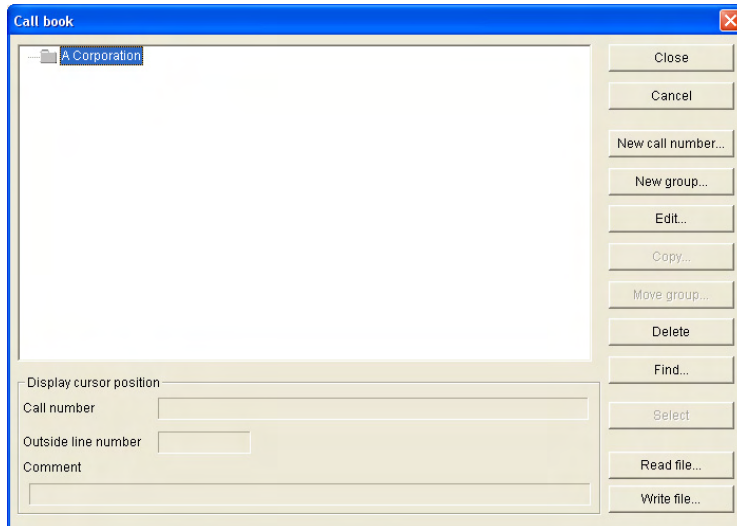 Call book
A Corporation
Close
Cancel
New call number...
New group...
Edit...
Copy...
Move group...
Delete
Find...
Select
Read file...
Write file...
Display cursor position
Call number
Outside line number
Comment